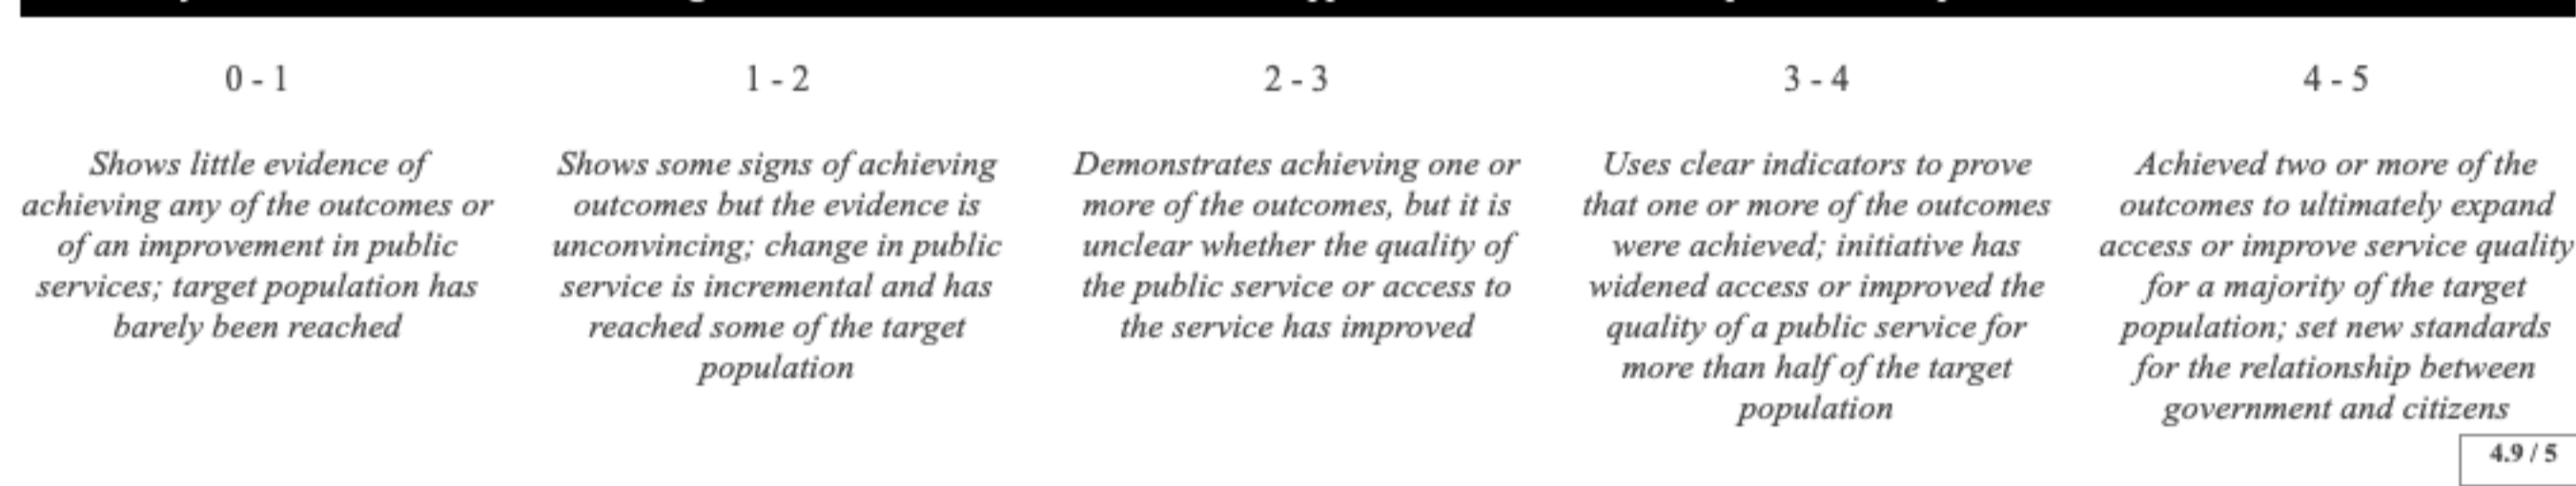 0 - 1
Shows little evidence of
achieving any of the outcomes or
of an improvement in public
services; target population has
barely been reached
1 - 2
Shows some signs of achieving
outcomes but the evidence is
unconvincing; change in public
service is incremental and has
reached some of the target
population
2 - 3
Demonstrates achieving one or
more of the outcomes, but it is
unclear whether the quality of
the public service or access to
the service has improved
3 - 4
Uses clear indicators to prove
that one or more of the outcomes
were achieved; initiative has
widened access or improved the
quality of a public service for
more than half of the target
population
4 - 5
Achieved two or more of the
outcomes to ultimately expand
access or improve service quality
for a majority of the target
population; set new standards
for the relationship between
government and citizens
4.9 / 5